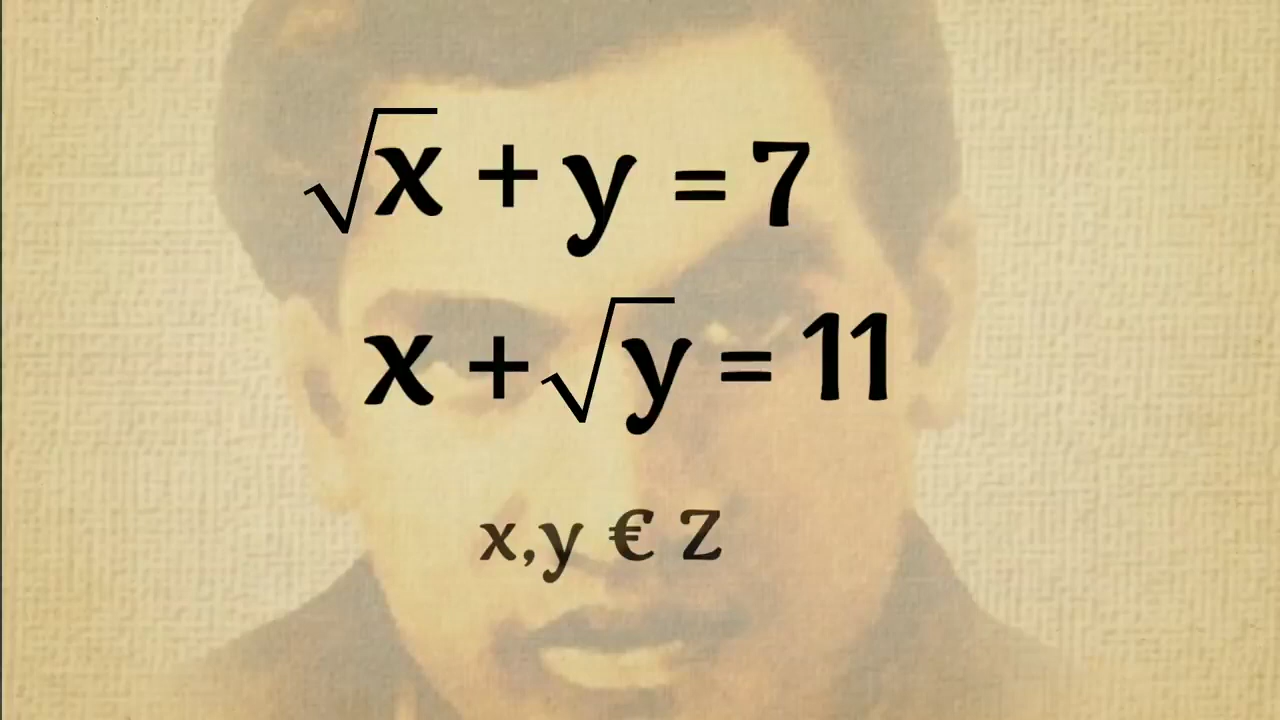 √x + y = 7
x + √y = 11
x,y € Z